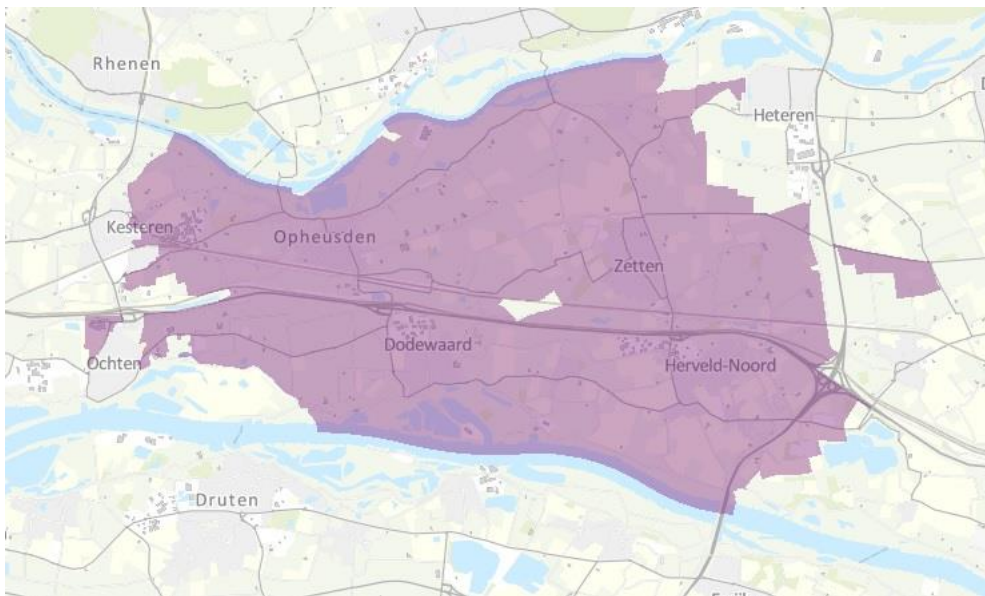 Rhenen
Heteren
Kesteren
Opheusden
Zetten
Dodewaard
Ochten
Herveld-Noord
Druten